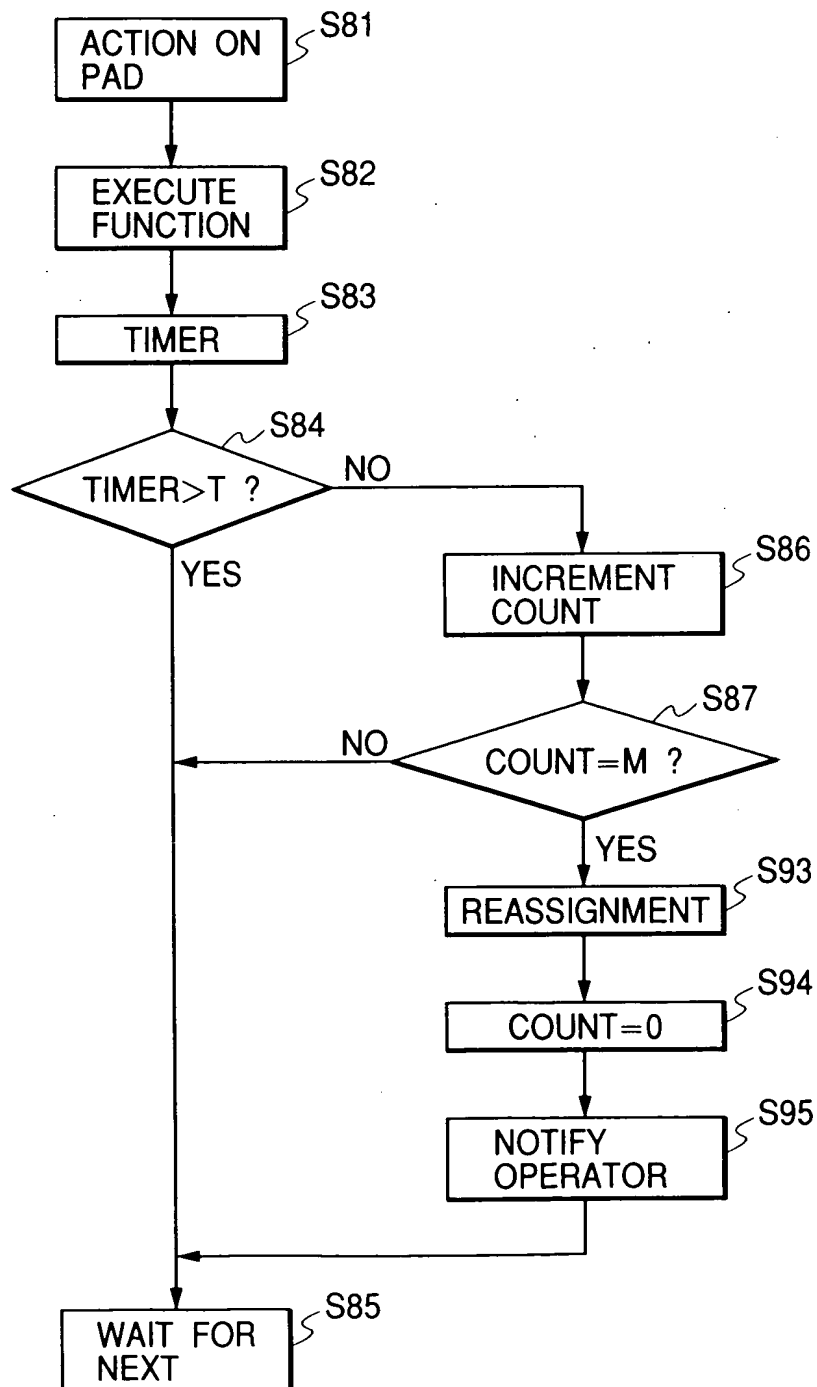 S81
ACTION ON
PAD
S82
EXECUTE
FUNCTION
S83
TIMER
S84
TIMER>T ?
NO
YES
S86
INCREMENT
COUNT
S87
COUNT=M ?
NO
YES
S93
REASSIGNMENT
S94
COUNT=0
S95
NOTIFY
OPERATOR
S85
WAIT FOR
NEXT